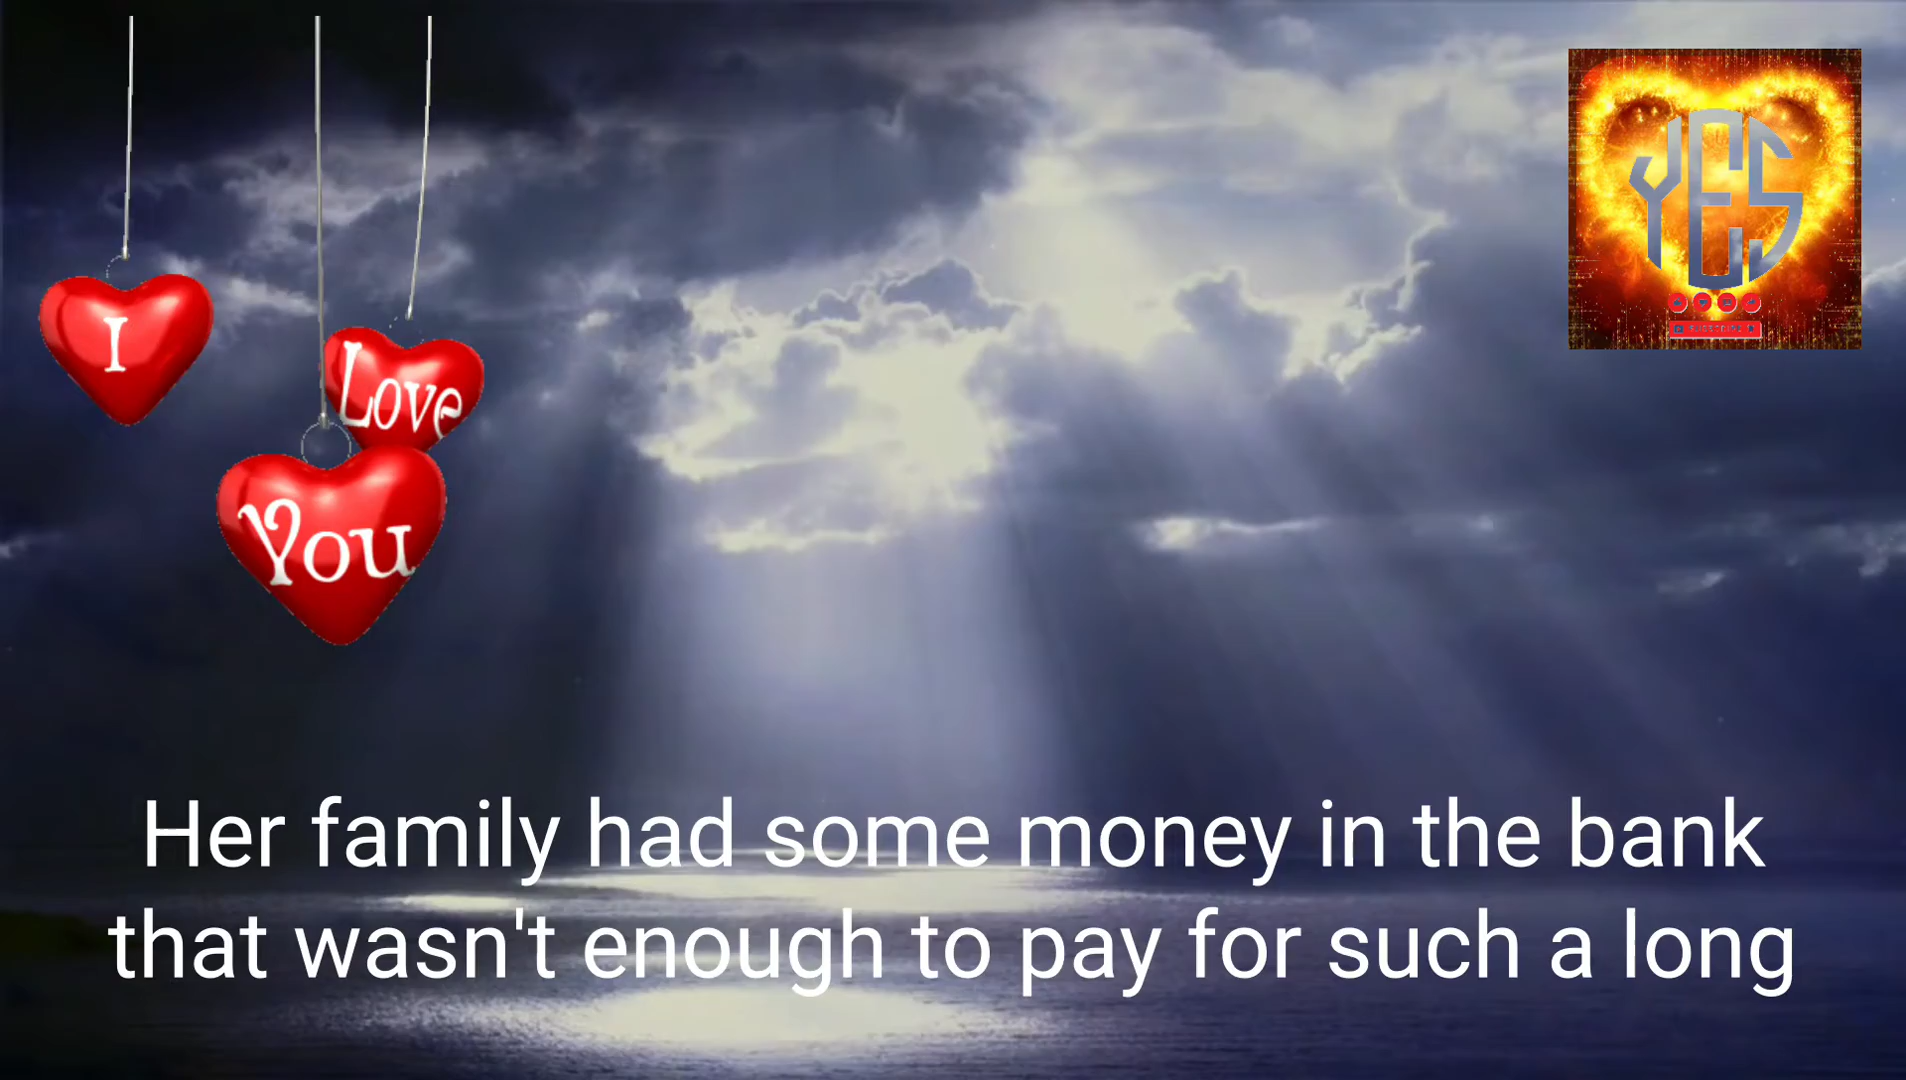 I
Love
You
YES
SUBSCRIBE
Her family had some money in the bank
that wasn't enough to pay for such a long